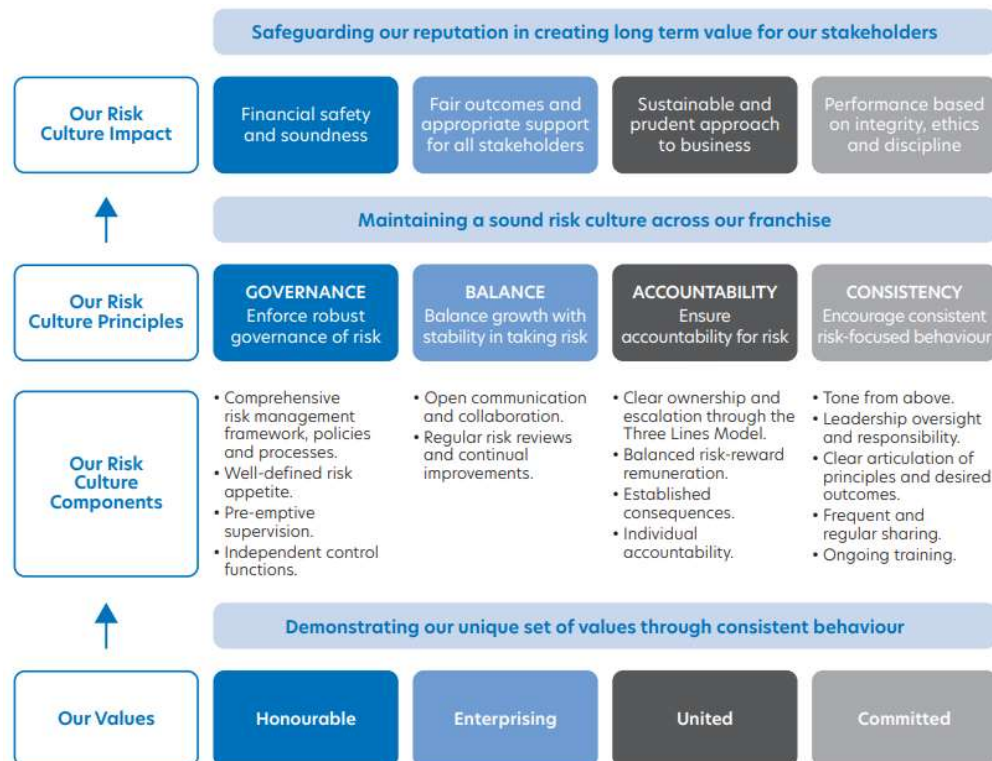 Safeguarding our reputation in creating long term value for our stakeholders
Our Risk
Culture Impact
Financial safety
and soundness
Fair outcomes and
appropriate support
for all stakeholders
Sustainable and
prudent approach
to business
Performance based
on integrity, ethics
and discipline
Maintaining a sound risk culture across our franchise
Our Risk
Culture Principles
GOVERNANCE
Enforce robust
governance of risk
BALANCE
Balance growth with
stability in taking risk
ACCOUNTABILITY
Ensure
accountability for risk
CONSISTENCY
Encourage consistent
risk-focused behaviour
Our Risk
Culture
Components
• Comprehensive
risk management
framework, policies
and processes.
• Well-defined risk
appetite.
• Pre-emptive
supervision.
• Independent control
functions.
• Open communication
and collaboration.
• Regular risk reviews
and continual
improvements.
• Clear ownership and
escalation through the
Three Lines Model.
• Balanced risk-reward
remuneration.
• Established
consequences.
• Individual
accountability.
• Tone from above.
• Leadership oversight
and responsibility.
• Clear articulation of
principles and desired
outcomes.
• Frequent and
regular sharing.
• Ongoing training.
Demonstrating our unique set of values through consistent behaviour
Our Values
Honourable
Enterprising
United
Committed